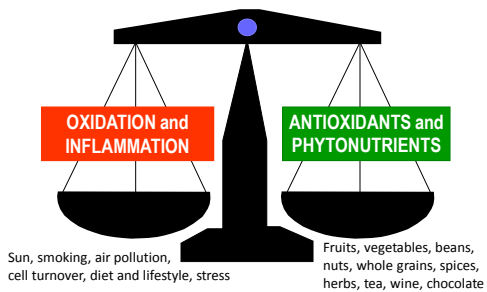 OXIDATION and
INFLAMMATION
ANTIOXIDANTS and
PHYTONUTRIENTS
Sun, smoking, air pollution,
cell turnover, diet and lifestyle, stress
Fruits, vegetables, beans,
nuts, whole grains, spices,
herbs, tea, wine, chocolate